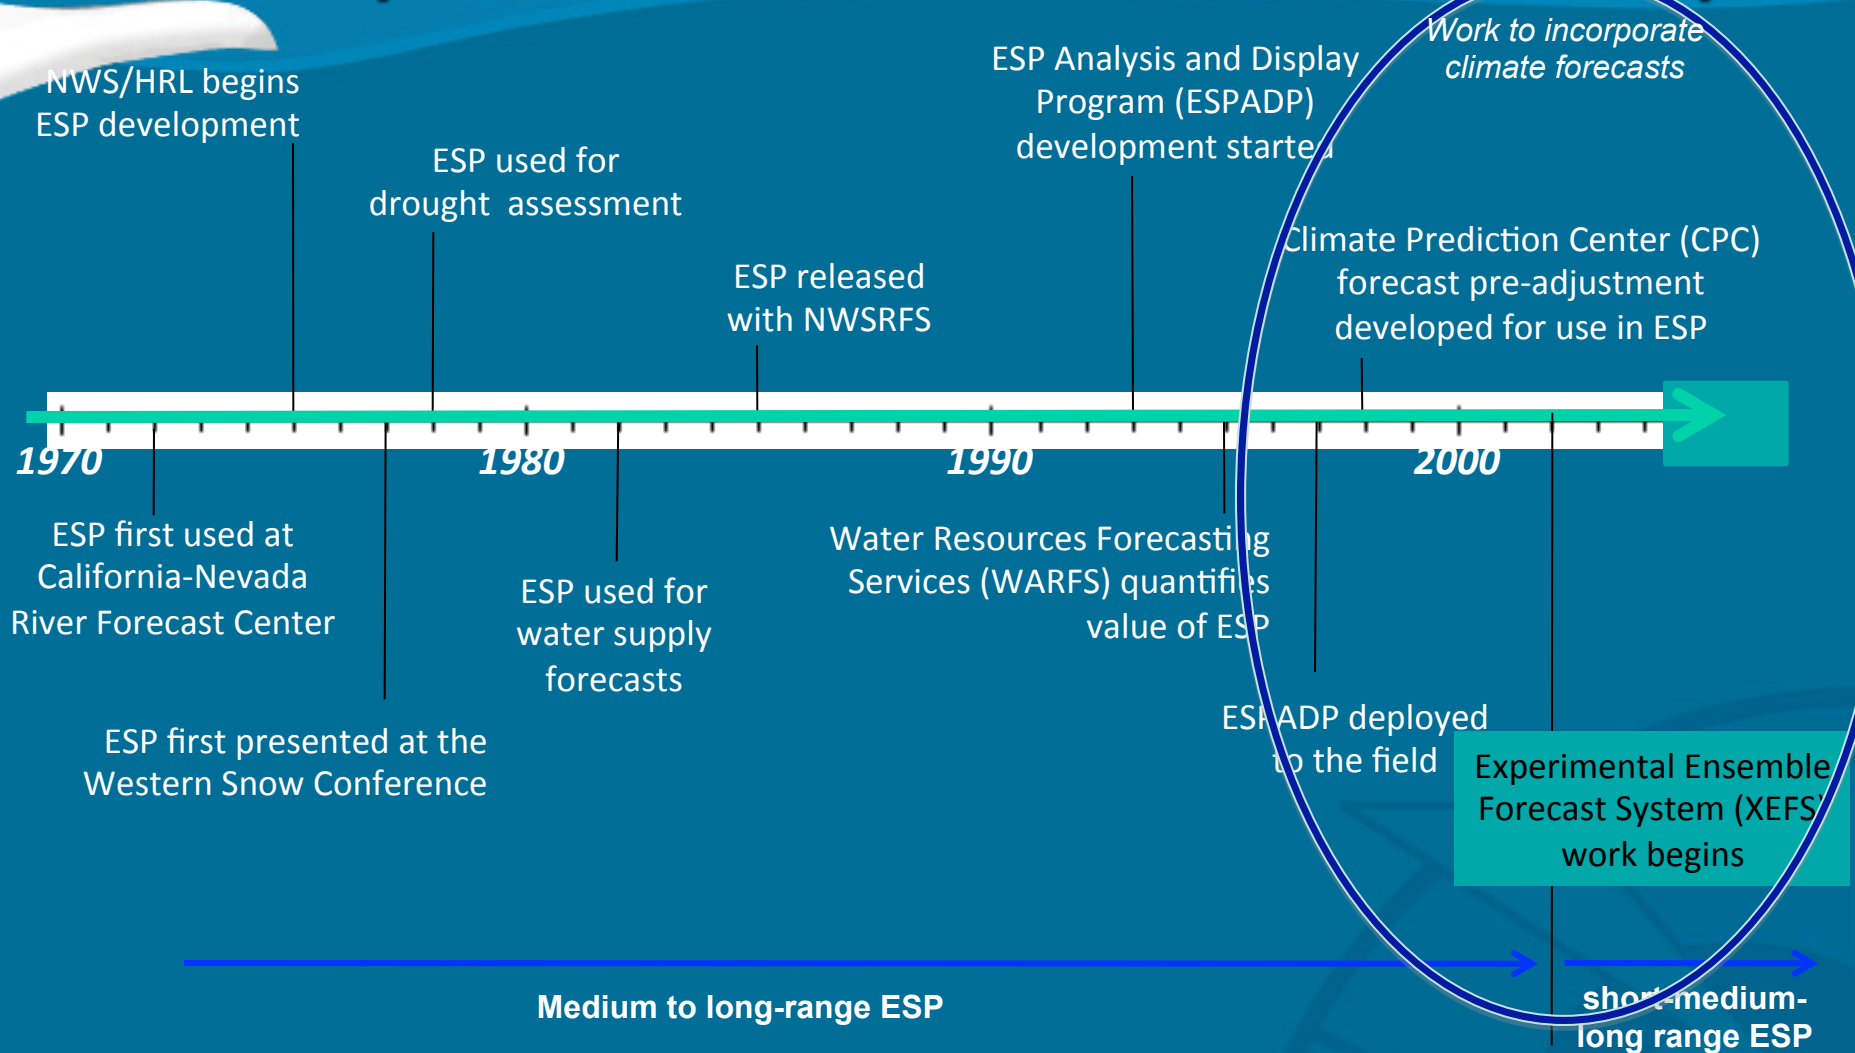 Work to incorporate
climate forecasts
NWS/HRL begins
ESP development
ESP used for
drought assessment
ESP released
with NWSRFS
ESP Analysis and Display
Program (ESPADP)
development started
Climate Prediction Center (CPC)
forecast pre-adjustment
developed for use in ESP
1970
1980
1990
2000
ESP first used at
California-Nevada
River Forecast Center
ESP first presented at the
Western Snow Conference
ESP used for
water supply
forecasts
Water Resources Forecasting
Services (WARFS) quantifies
value of ESP
ESPADP deployed
to the field
Experimental Ensemble
Forecast System (XEFS)
work begins
Medium to long-range ESP
short-medium-
long range ESP